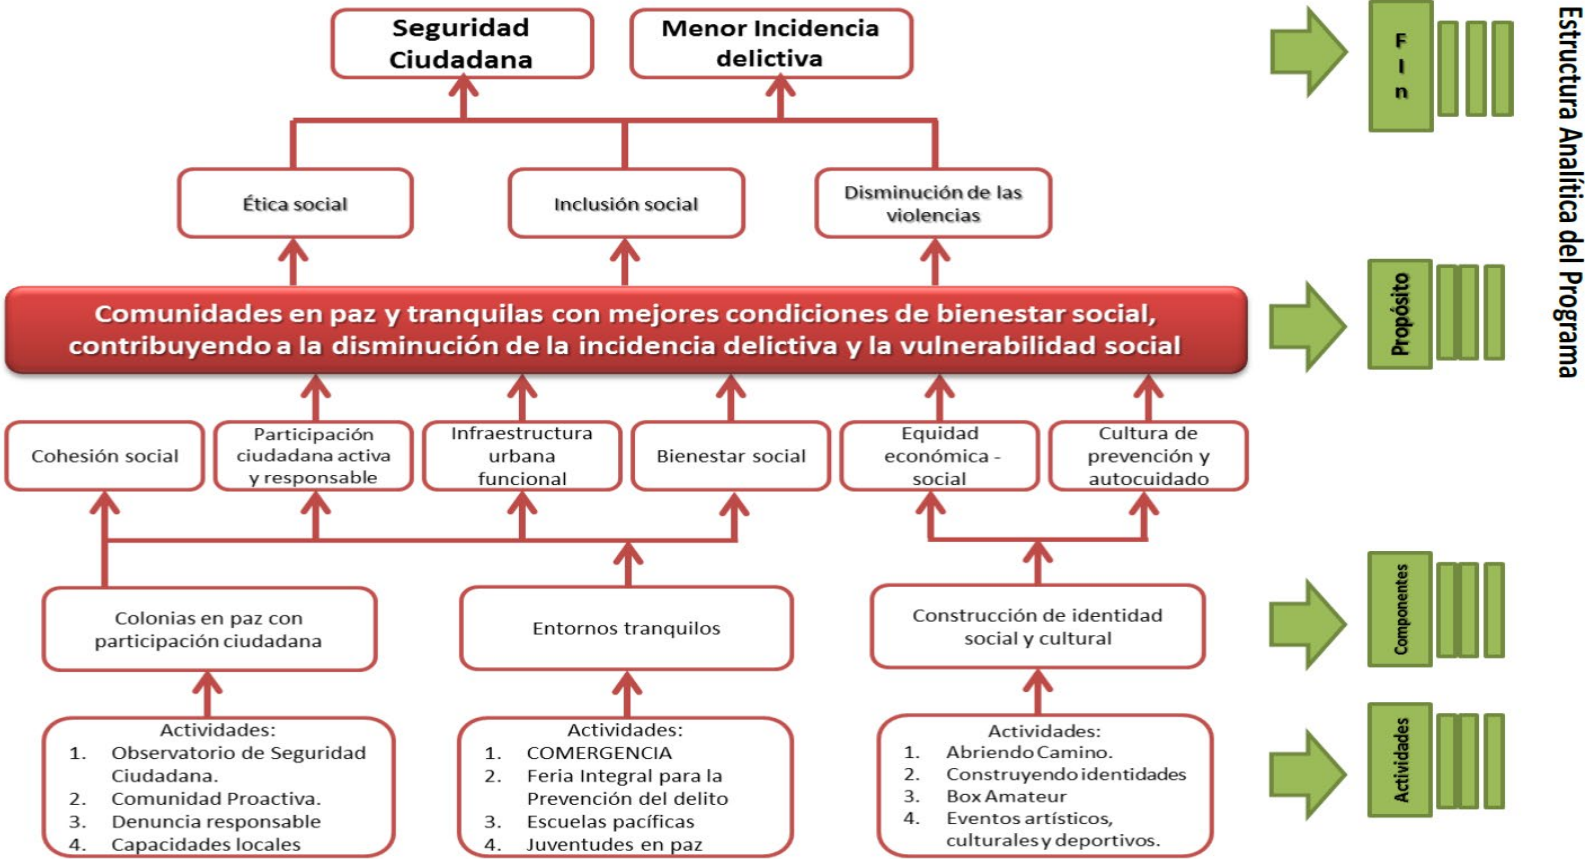 Seguridad
Ciudadana
Menor Incidencia
delictiva
F
I
n
Estructura Analítica del Programa
Ética social
Inclusión social
Disminución de las
violencias
Comunidades en paz y tranquilas con mejores condiciones de bienestar social,
contribuyendo a la disminución de la incidencia delictiva y la vulnerabilidad social
Propósito
Cohesión social
Participación
ciudadana activa
y responsable
Infraestructura
urbana
funcional
Bienestar social
Equidad
económica -
social
Cultura de
prevención y
autocuidado
Colonias en paz con
participación ciudadana
Entornos tranquilos
Construcción de identidad
social y cultural
Componentes
Actividades:
1. Observatorio de Seguridad
Ciudadana.
2. Comunidad Proactiva.
3. Denuncia responsable
4. Capacidades locales
Actividades:
1. COMERGENCIA
2. Feria Integral para la
Prevención del delito
3. Escuelas pacíficas
4. Juventudes en paz
Actividades:
1. Abriendo Camino.
2. Construyendo identidades
3. Box Amateur
4. Eventos artísticos,
culturales y deportivos.
Actividades